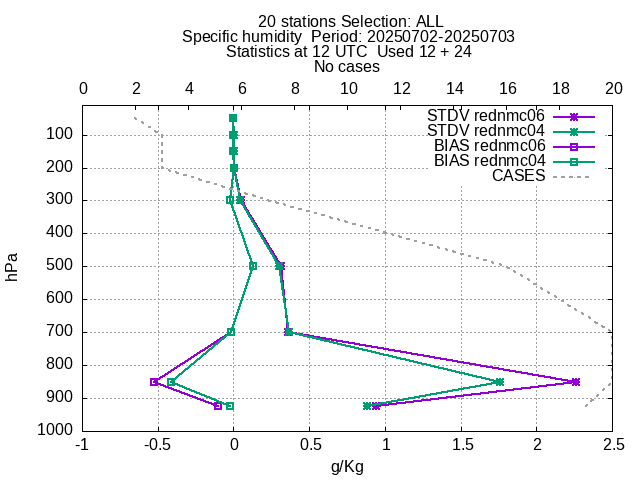 20 stations Selection: ALL
Specific humidity  Period: 20250702-20250703
Statistics at 12 UTC  Used 12 + 24
No cases
0 2 4 6 8 10 12 14 16 18 20
STDV rednmc06
STDV rednmc04
BIAS rednmc06
BIAS rednmc04
CASES
100
200
300
400
500
600
700
800
900
1000
hPa
-1 -0.5 0 0.5 1 1.5 2 2.5
g/Kg